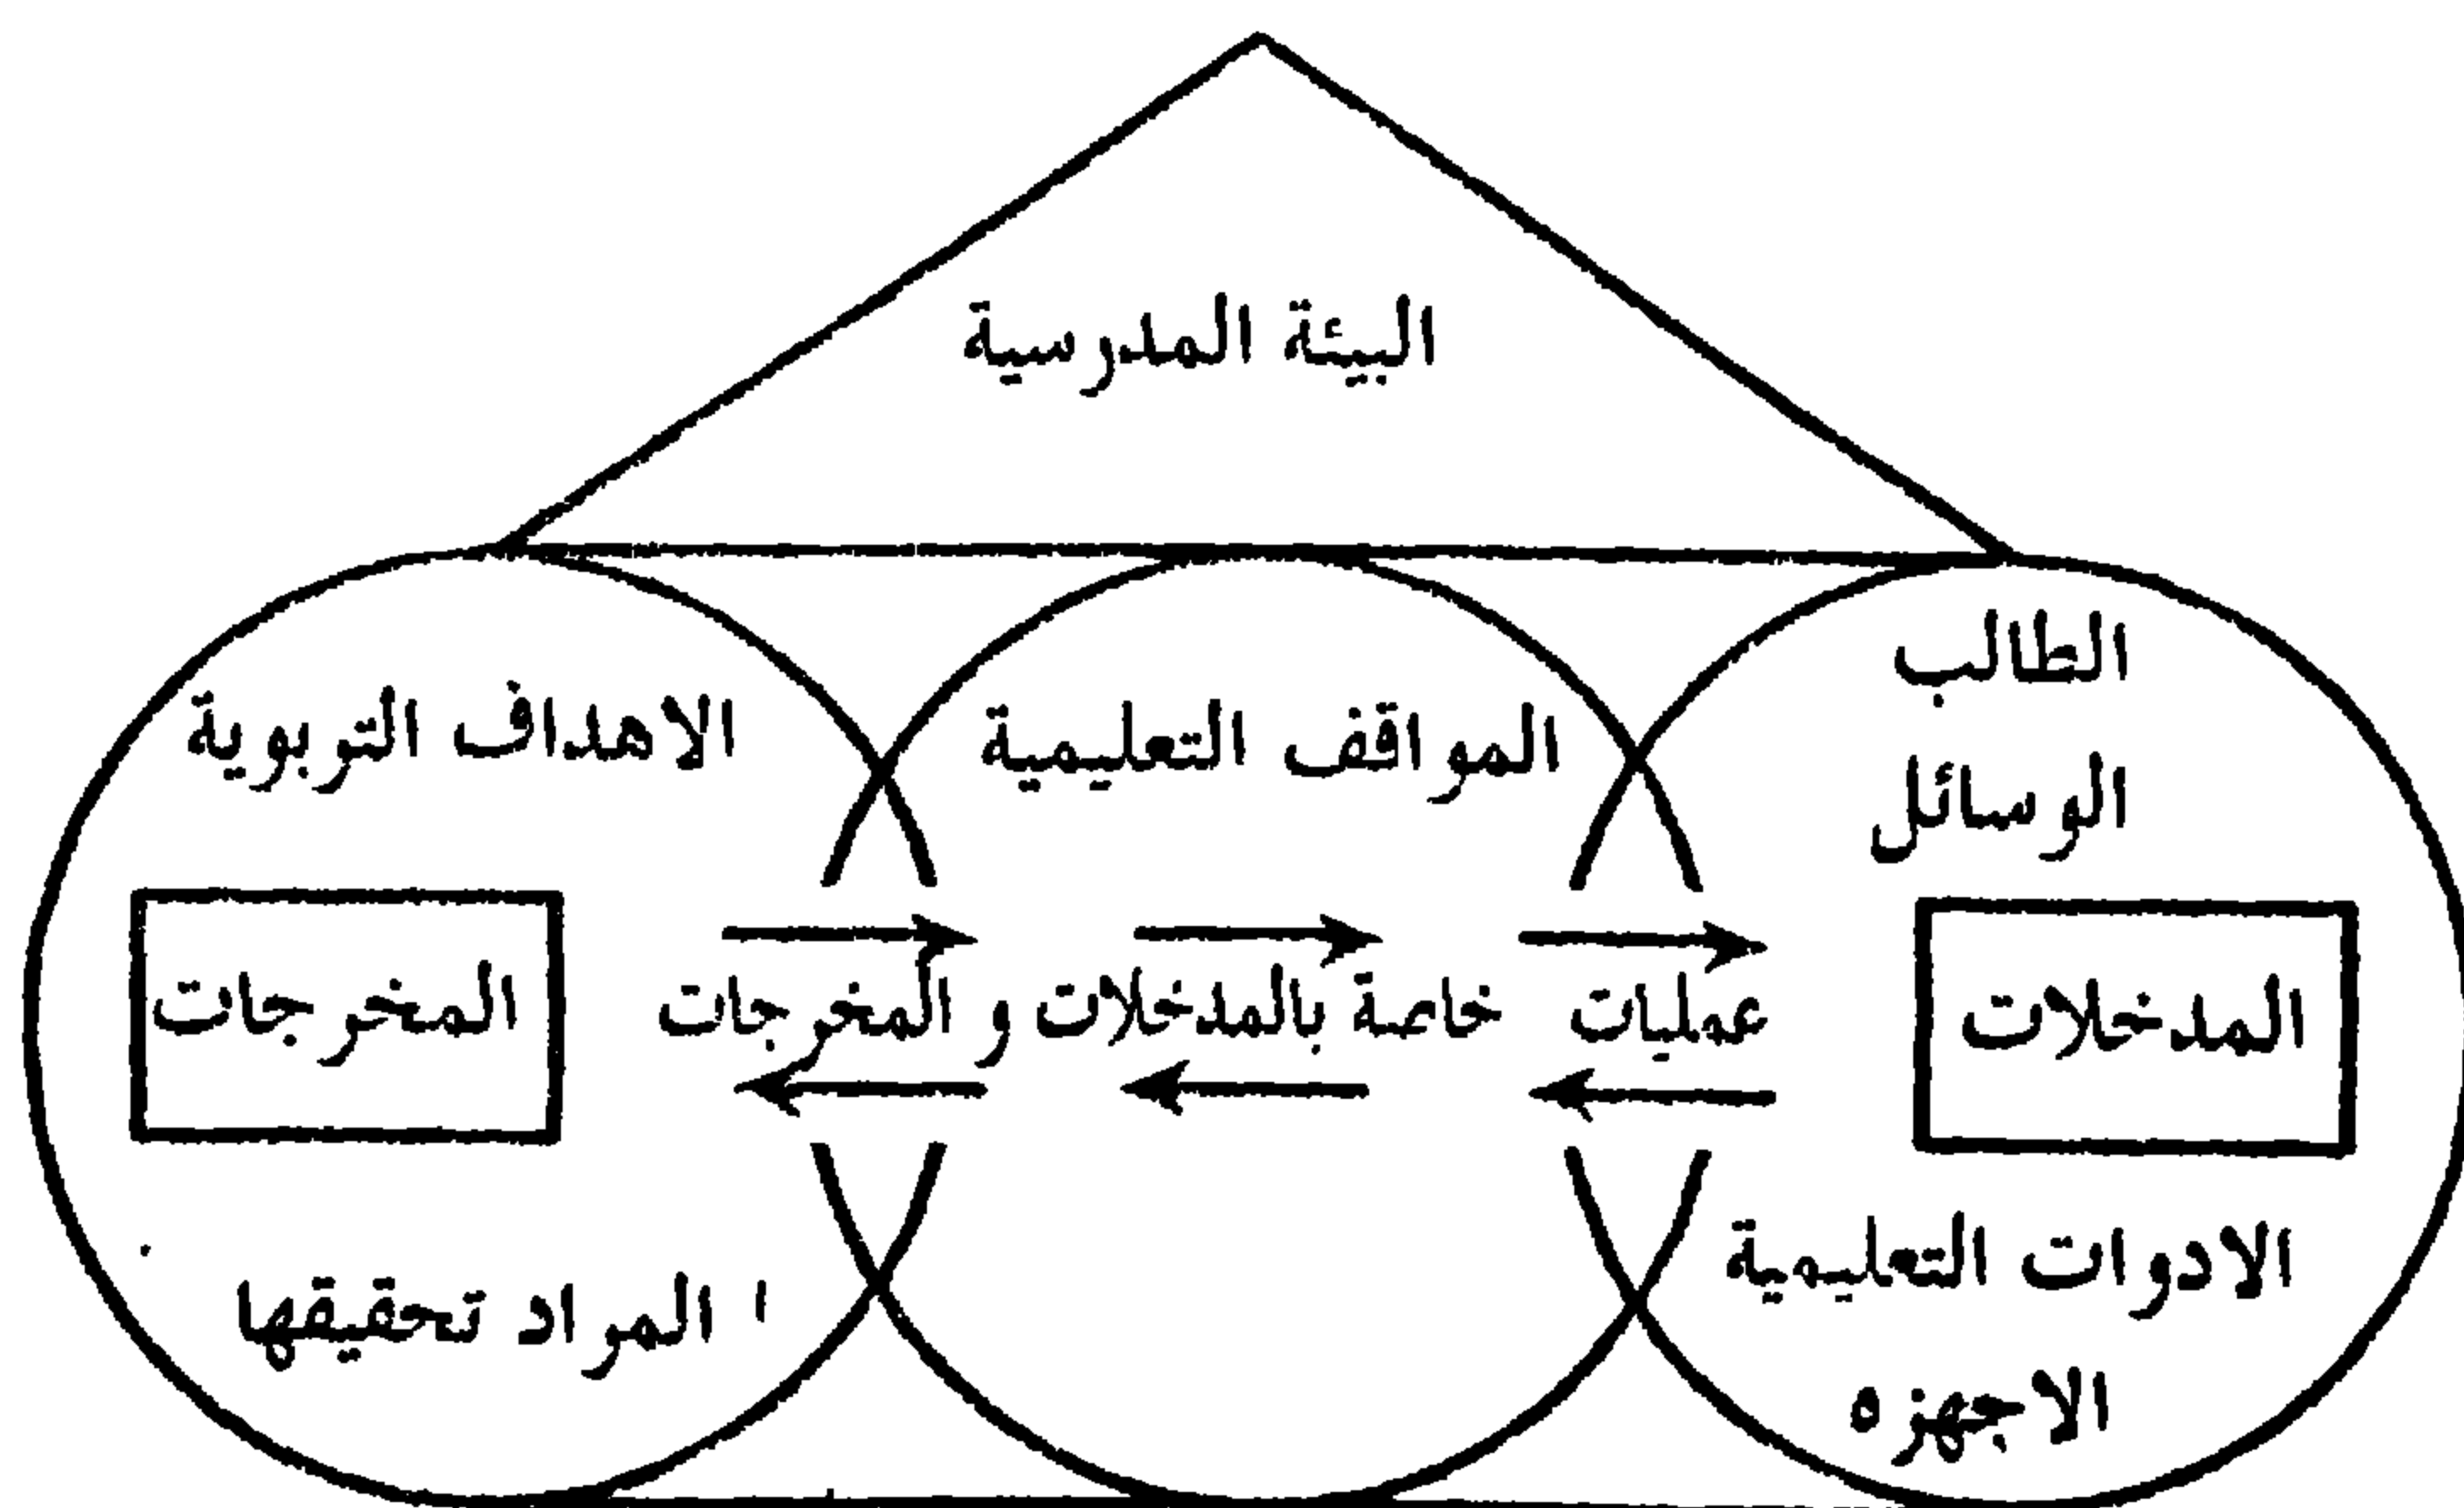 البيئة المدرسية
الطالب
الوسائل
المدخلات
الادوات التعليمية
الاجهزه
المواقف التعليمية
عمليات خاصة بالمدخلات و المخرجات
الاهداف التربوية
المخرجات
ا المراد تحقيقها